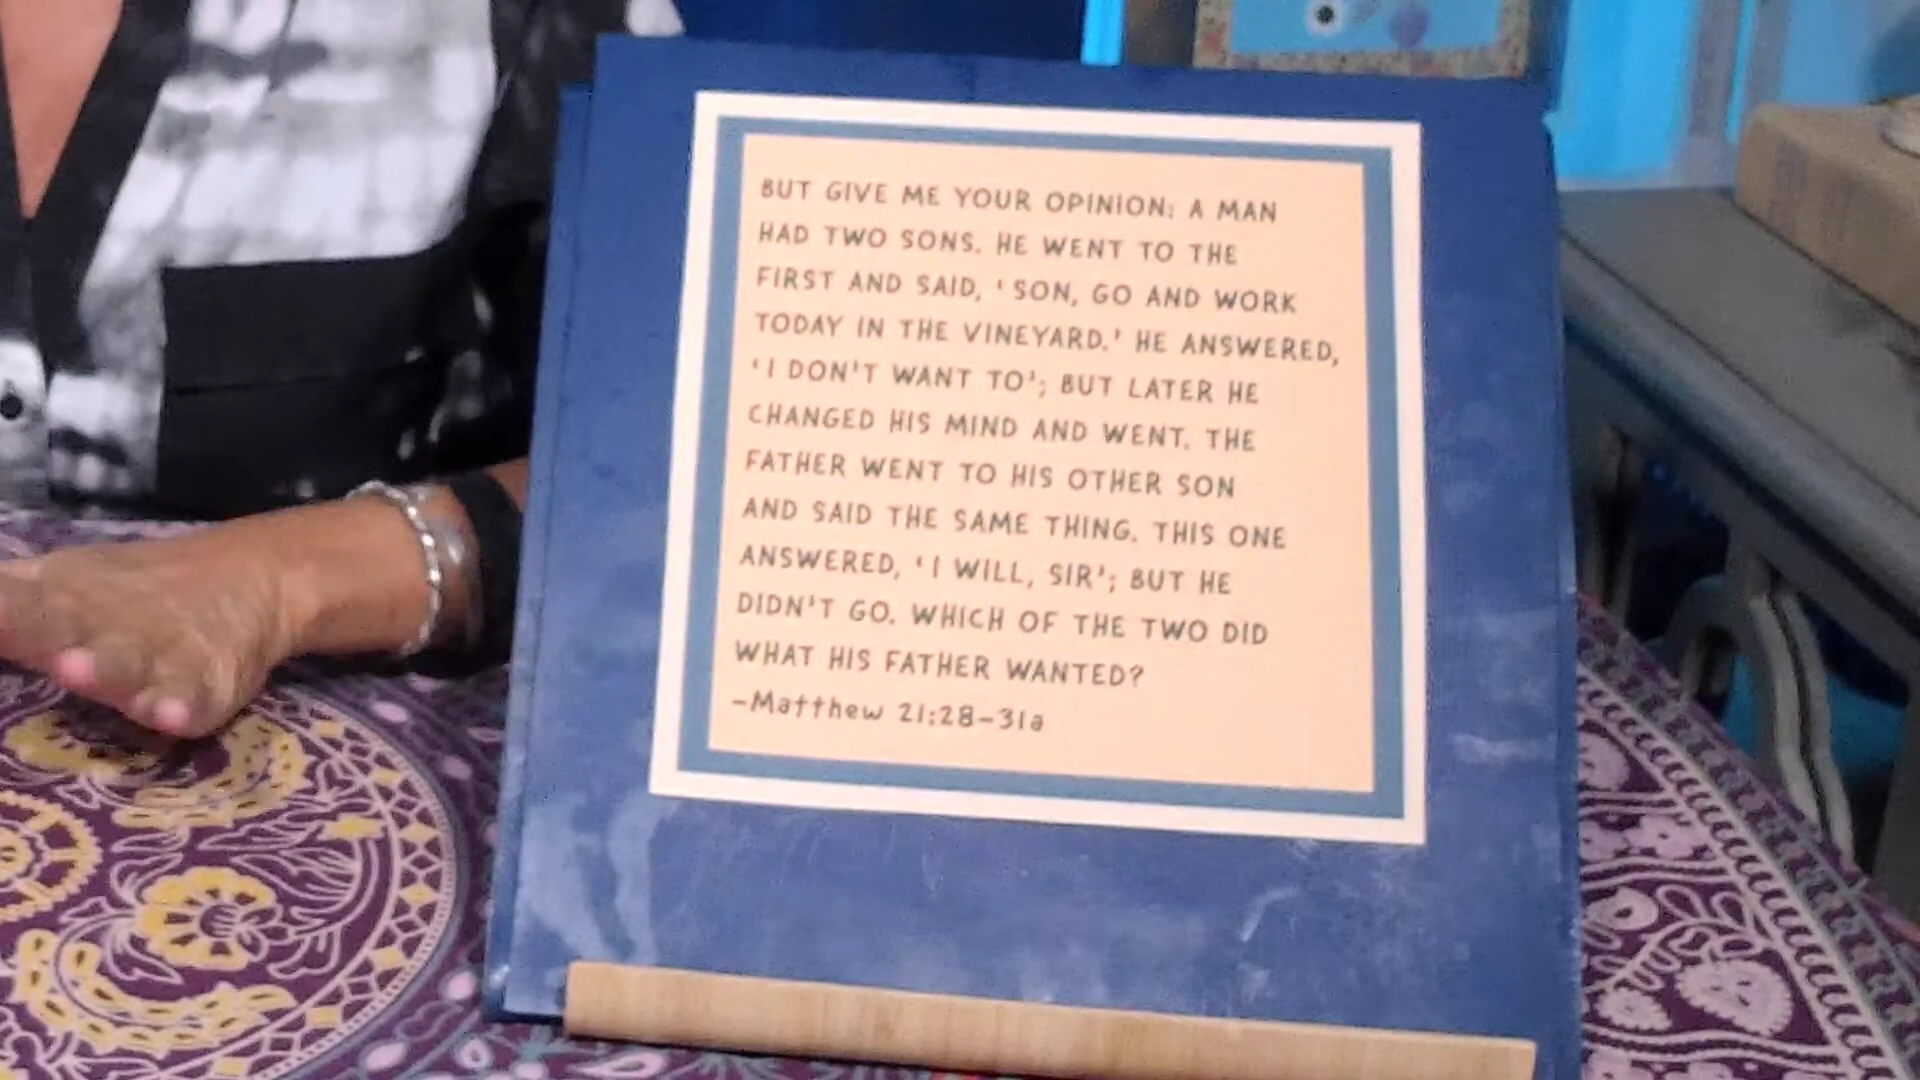 BUT GIVE ME YOUR OPINION: A MAN
HAD TWO SONS. HE WENT TO THE
FIRST AND SAID, 'SON, GO AND WORK
TODAY IN THE VINEYARD.' HE ANSWERED,
'I DON'T WANT TO'; BUT LATER HE
CHANGED HIS MIND AND WENT. THE
FATHER WENT TO HIS OTHER SON
AND SAID THE SAME THING. THIS ONE
ANSWERED, 'I WILL, SIR'; BUT HE
DIDN'T GO. WHICH OF THE TWO DID
WHAT HIS FATHER WANTED?
-Matthew 21:28-31a